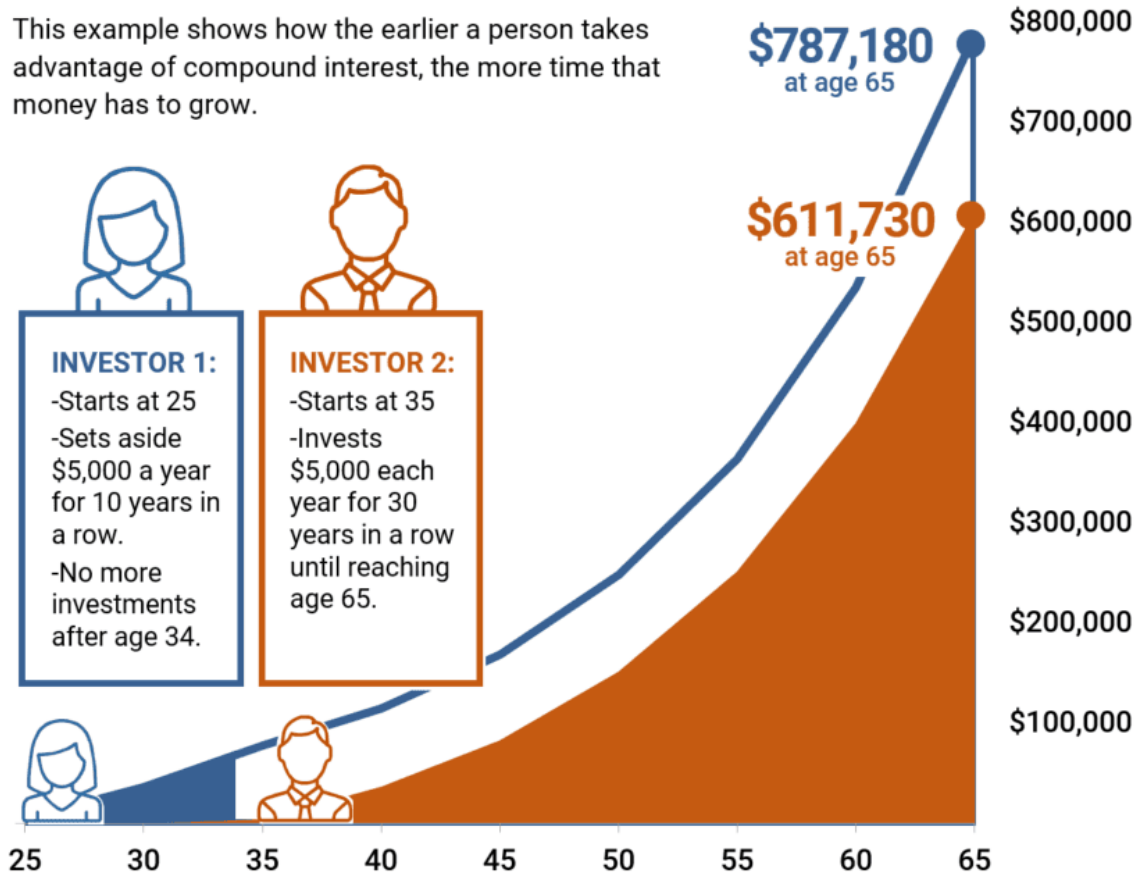 This example shows how the earlier a person takes
advantage of compound interest, the more time that
money has to grow.
$787,180
at age 65
$611,730
at age 65
INVESTOR 1:
-Starts at 25
-Sets aside
$5,000 a year
for 10 years in
a row.
-No more
investments
after age 34.
INVESTOR 2:
-Starts at 35
-Invests
$5,000 each
year for 30
years in a row
until reaching
age 65.
$800,000
$700,000
$600,000
$500,000
$400,000
$300,000
$200,000
$100,000
25 30 35 40 45 50 55 60 65